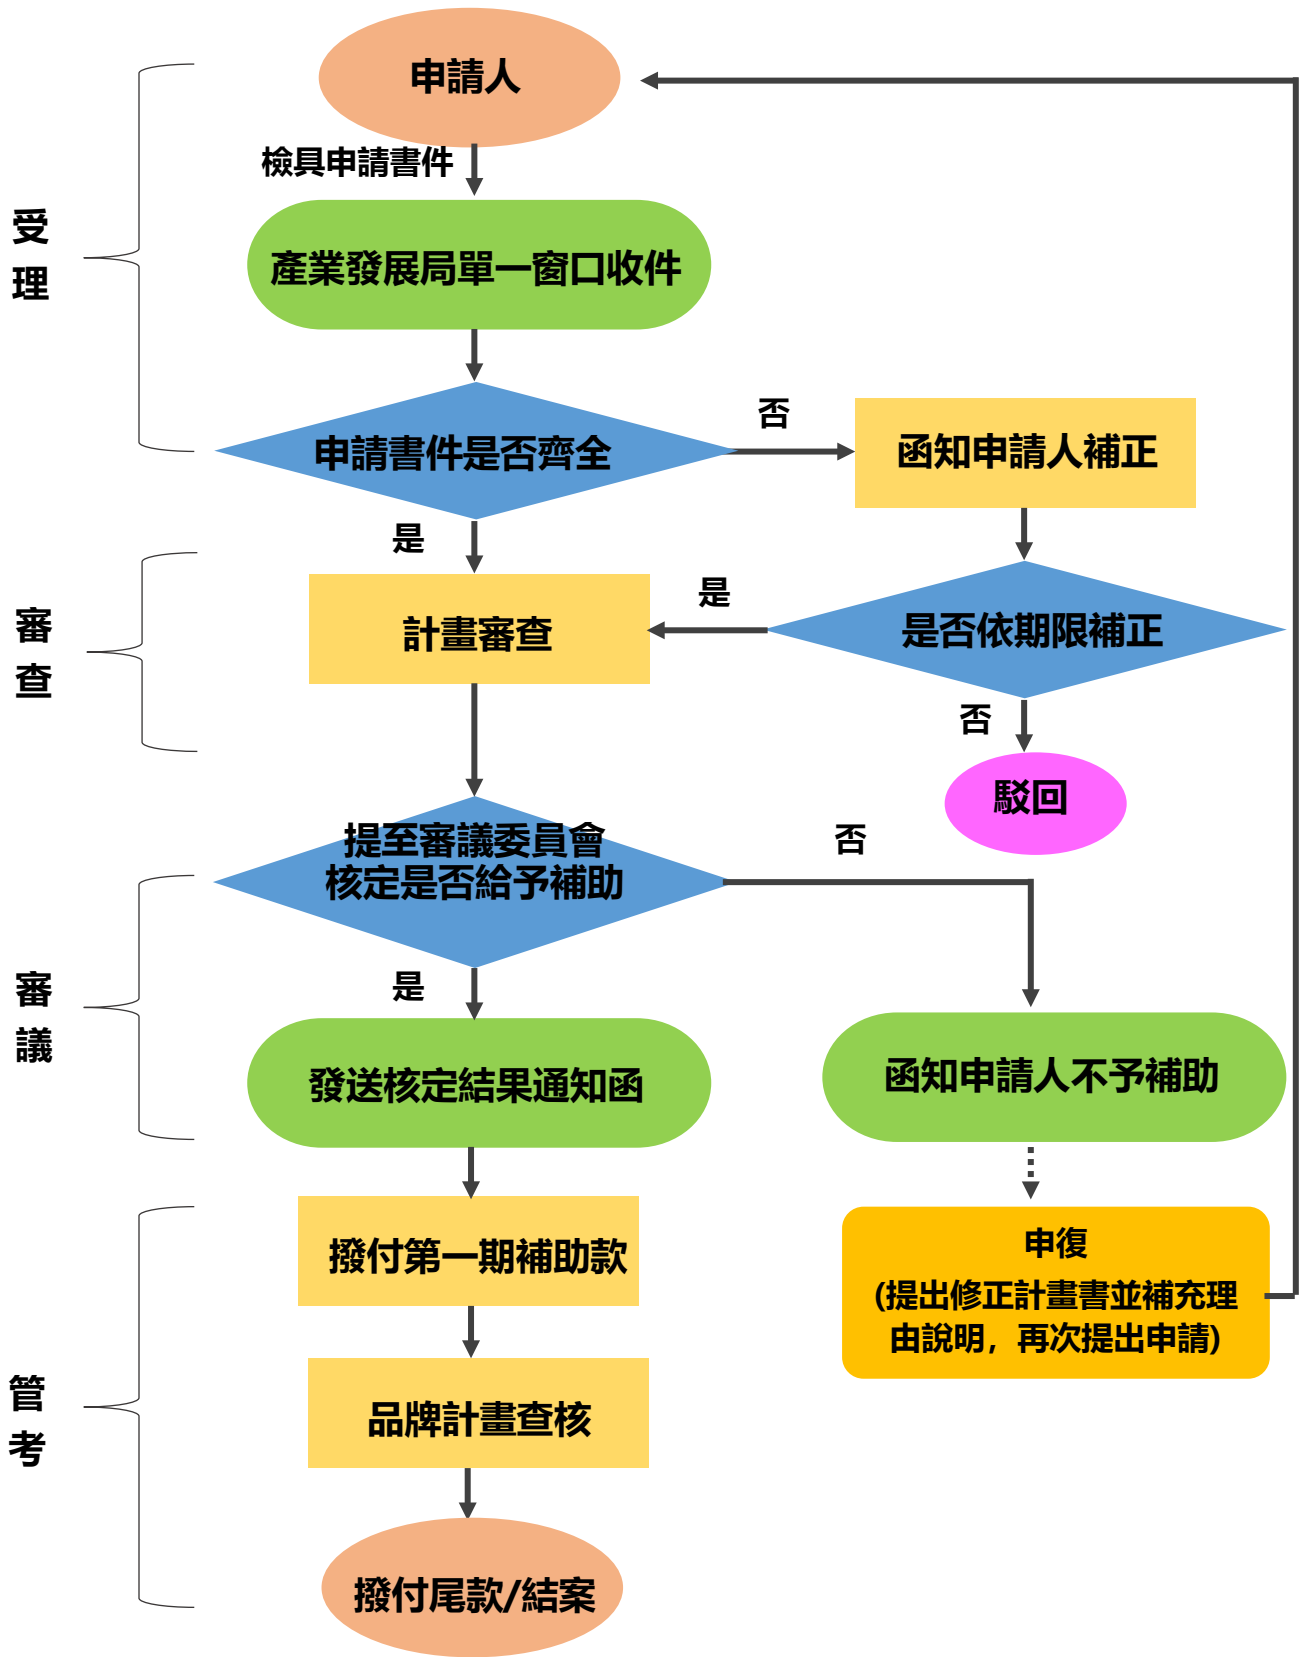 申請人
檢具申請書件
受
理
產業發展局單一窗口收件
否
申請書件是否齊全
函知申請人補正
是
審
查
計畫審查
是
是否依期限補正
否
駁回
提至審議委員會
核定是否給予補助
否
是
審
議
發送核定結果通知函
函知申請人不予補助
撥付第一期補助款
申復
(提出修正計畫書並補充理
由說明，再次提出申請)
管
考
品牌計畫查核
撥付尾款/結案